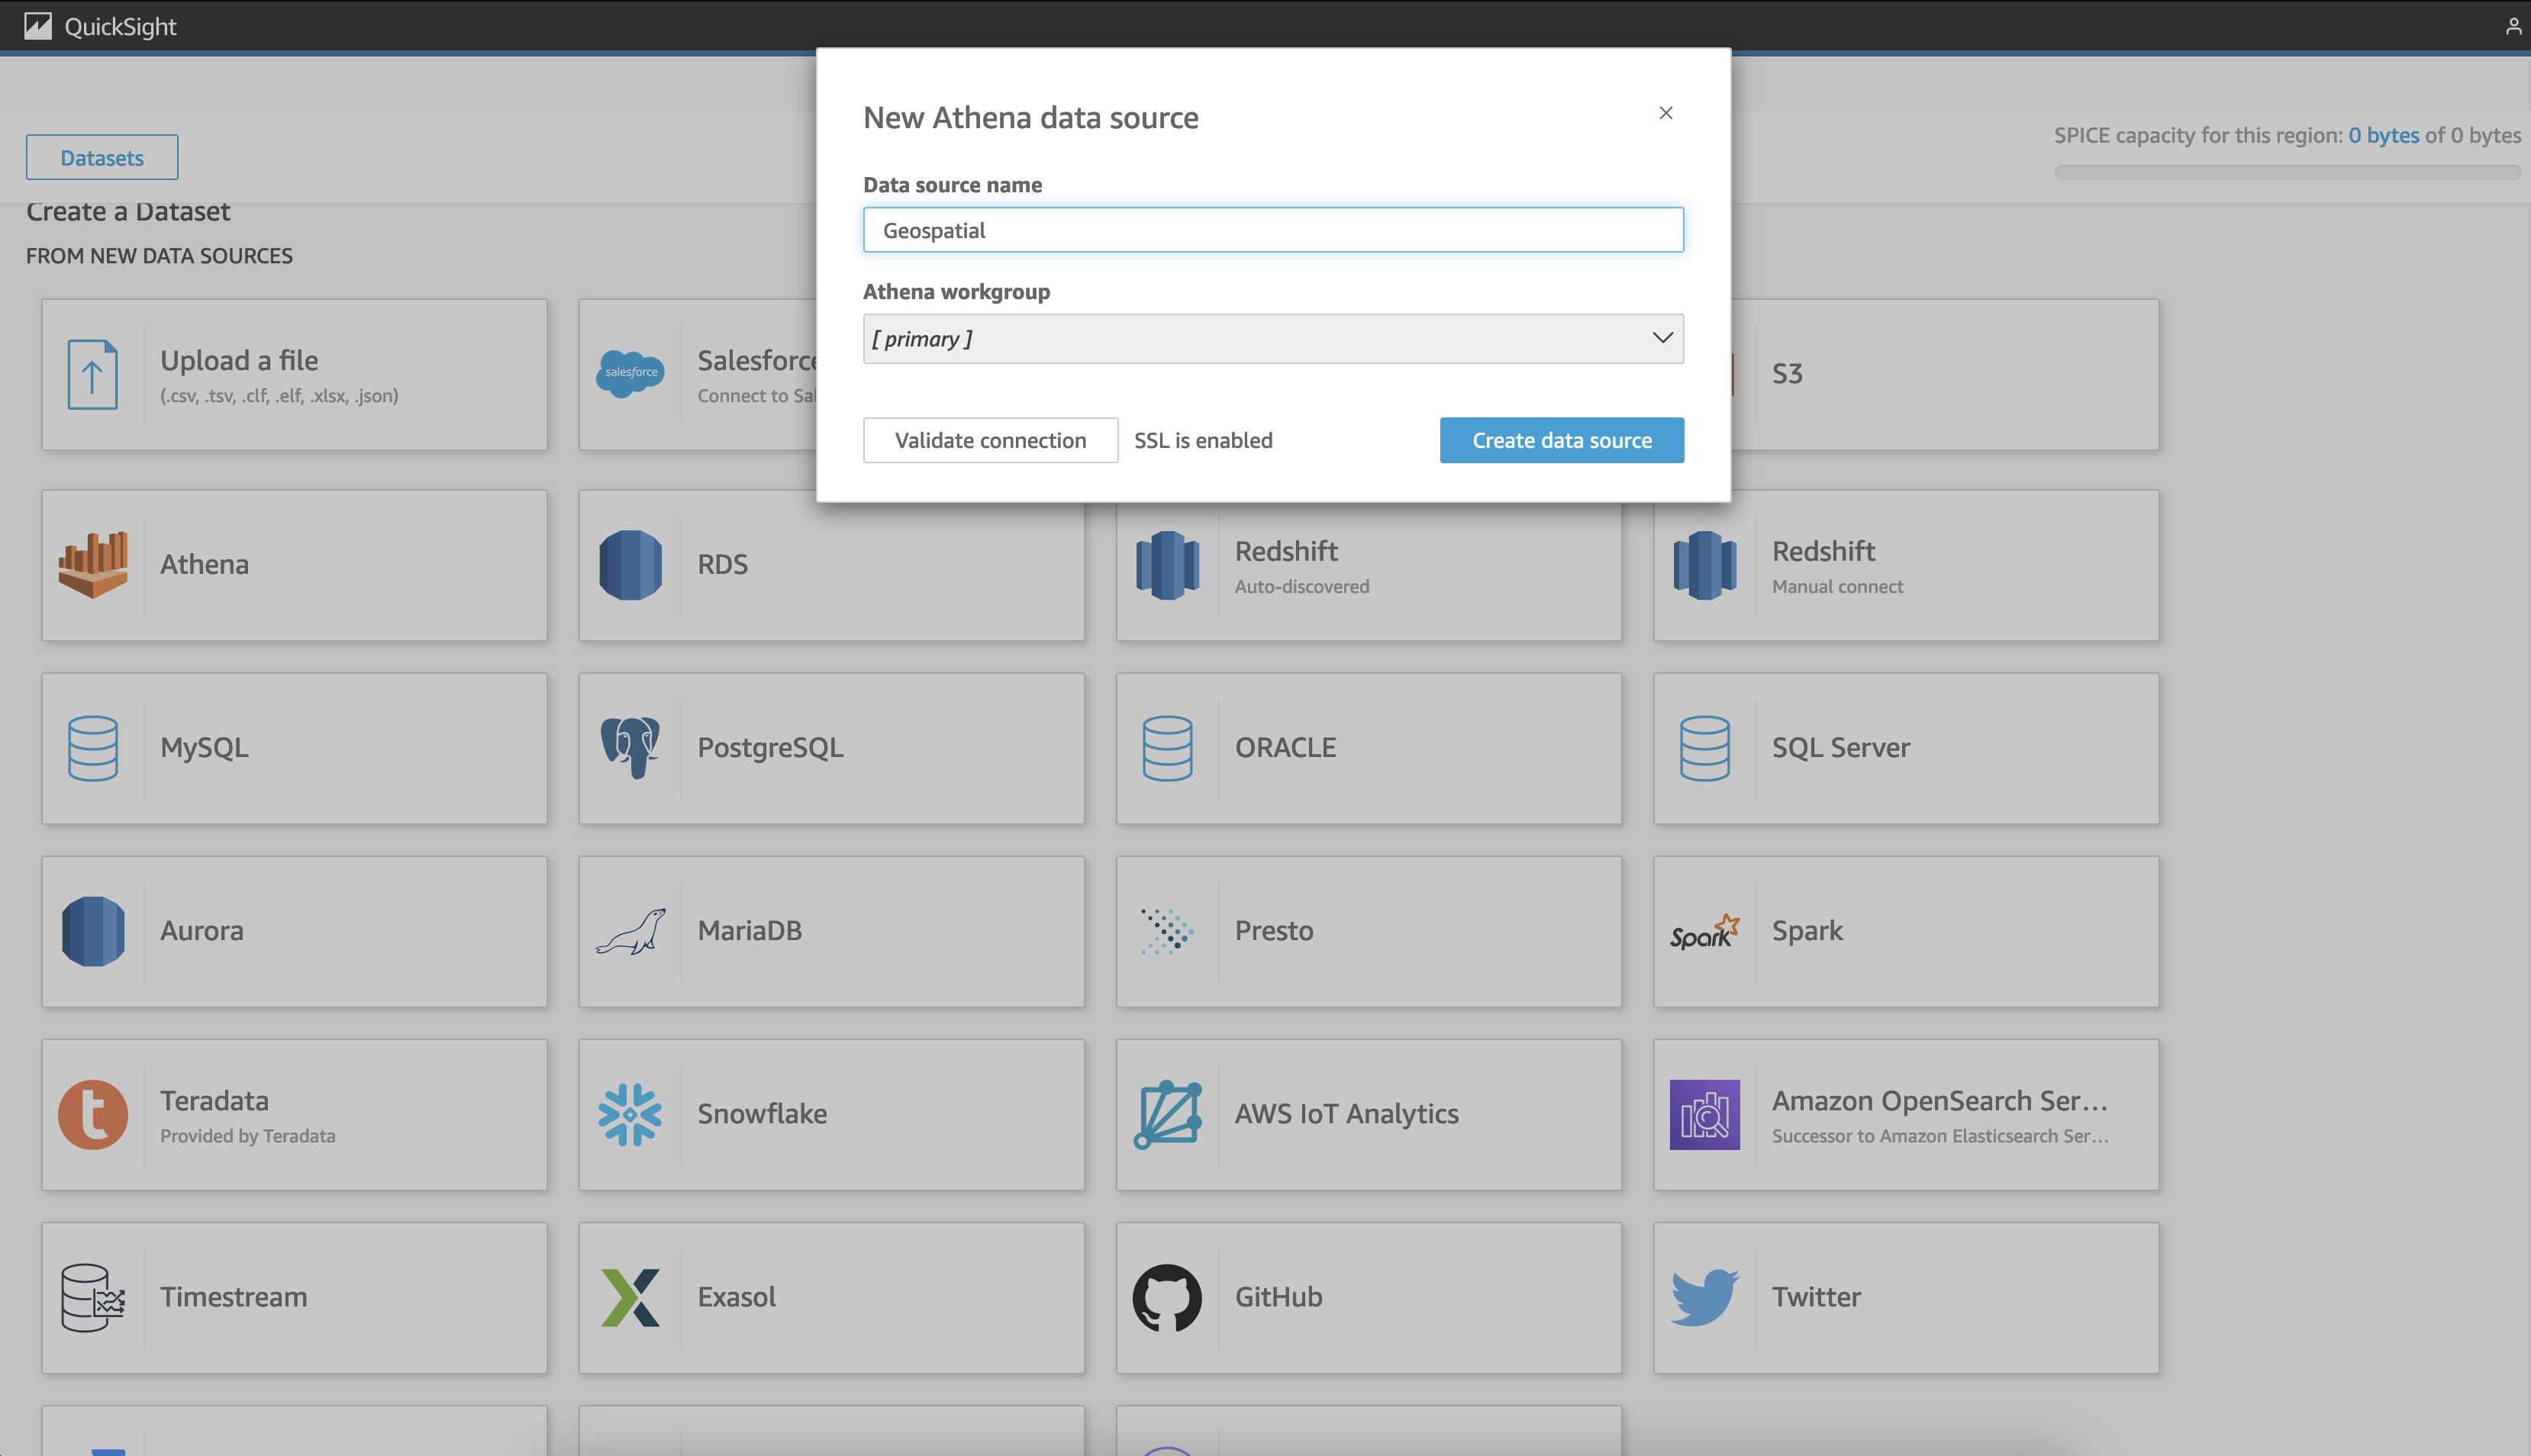 QuickSight
New Athena data source
Data source name
Geospatial
Athena workgroup
[ primary ]
Validate connection
SSL is enabled
Create data source
Datasets
SPICE capacity for this region: 0 bytes of 0 bytes
Create a Dataset
FROM NEW DATA SOURCES
Upload a file
(.csv, .tsv, .clf, .elf, .xlsx, .json)
salesforce
Salesforce
Connect to Sal
S3
Athena
RDS
Redshift
Auto-discovered
Redshift
Manual connect
MySQL
PostgreSQL
ORACLE
SQL Server
Aurora
MariaDB
Presto
Spark
Spark
t
Teradata
Provided by Teradata
Snowflake
AWS IoT Analytics
Amazon OpenSearch Ser...
Successor to Amazon Elasticsearch Ser...
Timestream
Exasol
GitHub
Twitter